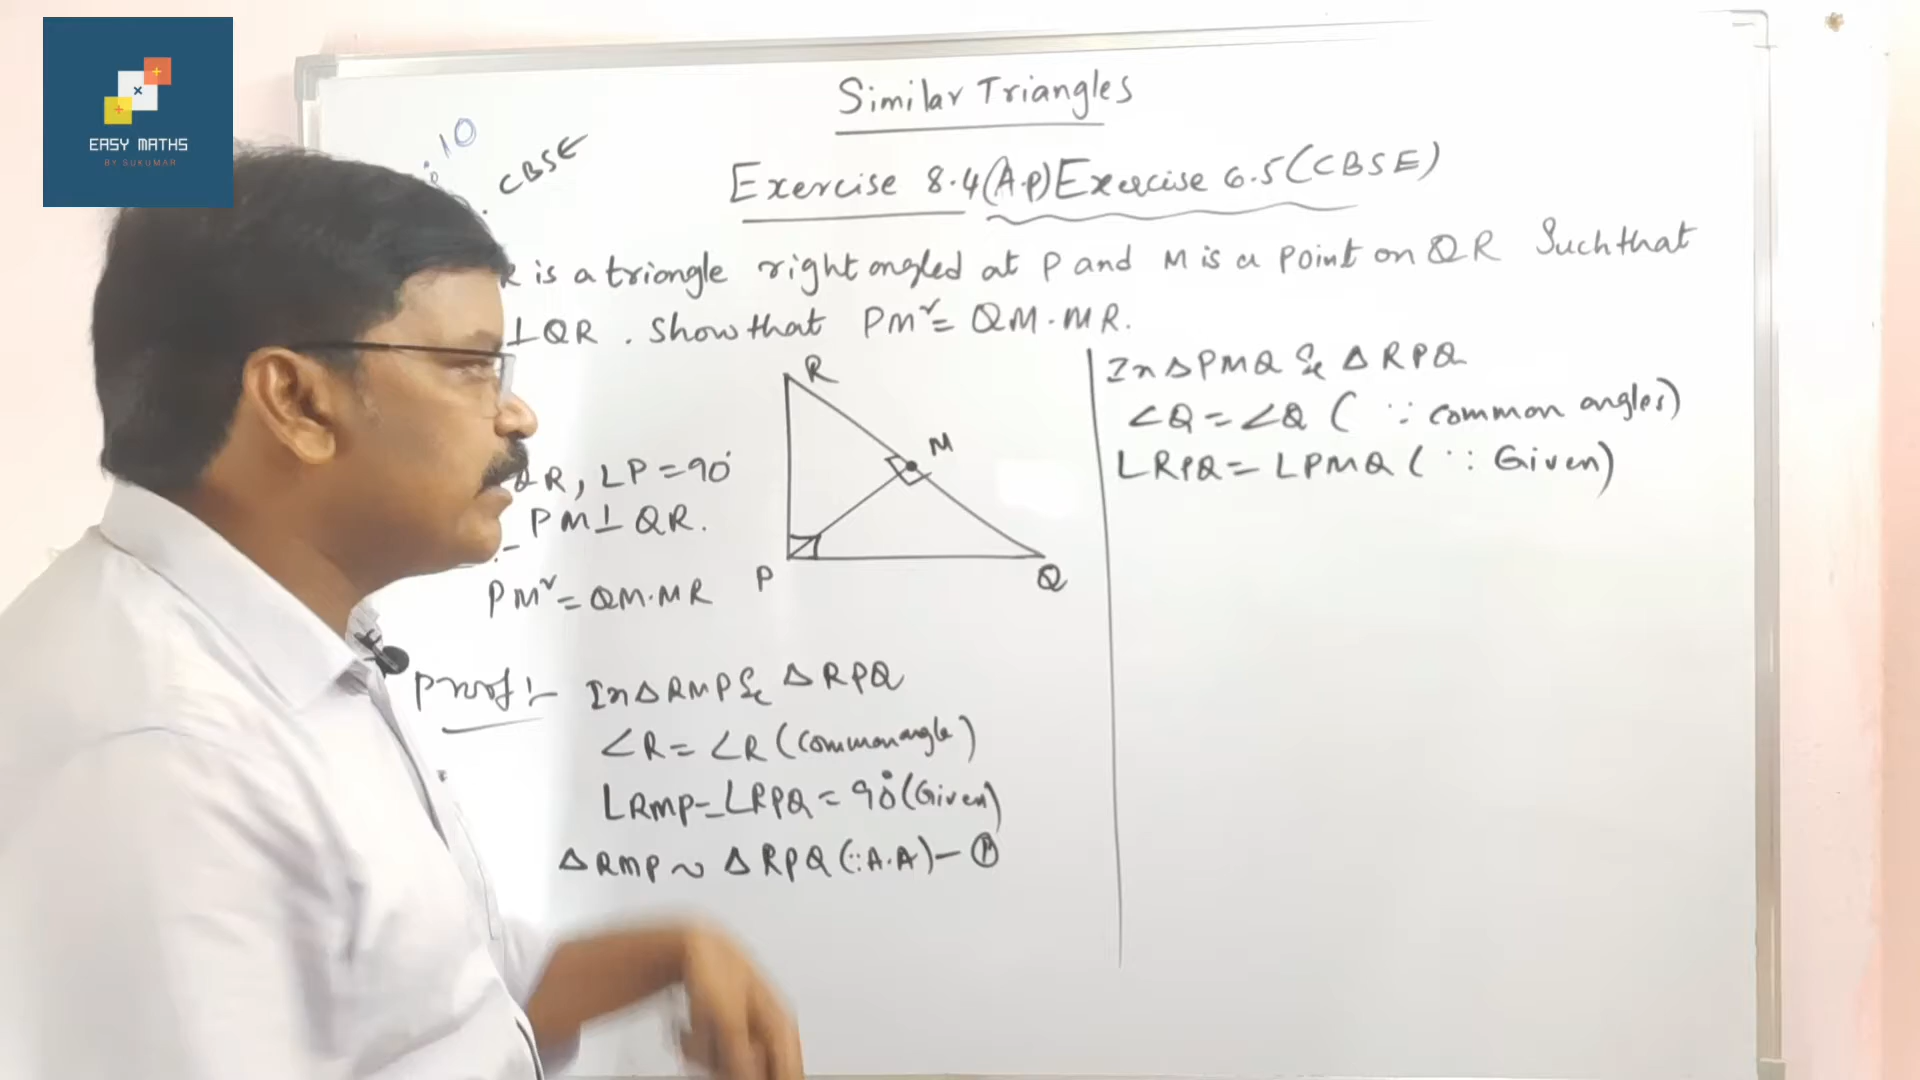 EASY MATHS
BY SUKUMAR
10
CBSE
Similar Triangles
Exercise 8.4(A.P) Exercise 6.5(CBSE)
R is a triangle right angled at P and M is a point on QR Such that
⊥QR. Show that PM²= QM·MR.
R
M
P
Q
QR, ∠P=90°
PM⊥QR.
PM²=QM·MR
Proof:- In △RMP & △RPQ
∠R=∠R (Common angle)
∠RMP=∠RPQ=90° (Given)
△RMP~△RPQ (∵A.A)-①
In △PMQ & △RPQ
∠Q=∠Q (∵ common angles)
∠RPQ=∠PMQ (∵ Given)